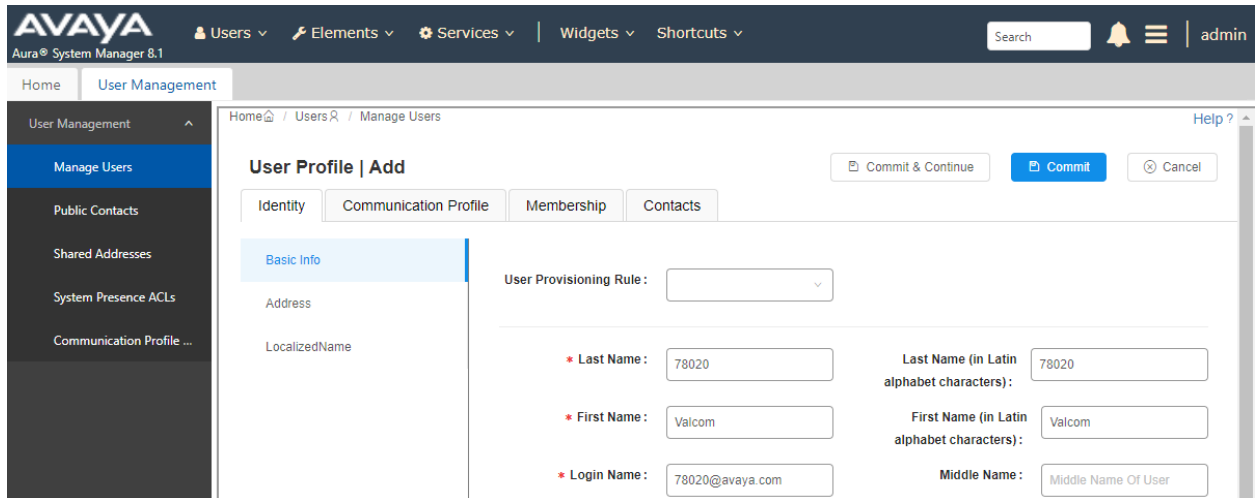 AVAYA
Aura® System Manager 8.1
Users Elements Services | Widgets Shortcuts Search admin
Home User Management
User Management
Manage Users
Public Contacts
Shared Addresses
System Presence ACLs
Communication Profile ...
Home / Users / Manage Users Help ?
User Profile | Add Commit & Continue Commit Cancel
Identity Communication Profile Membership Contacts
Basic Info
Address
LocalizedName
User Provisioning Rule :
* Last Name : 78020 Last Name (in Latin
alphabet characters) : 78020
* First Name : Valcom First Name (in Latin
alphabet characters) : Valcom
* Login Name : 78020@avaya.com Middle Name : Middle Name Of User